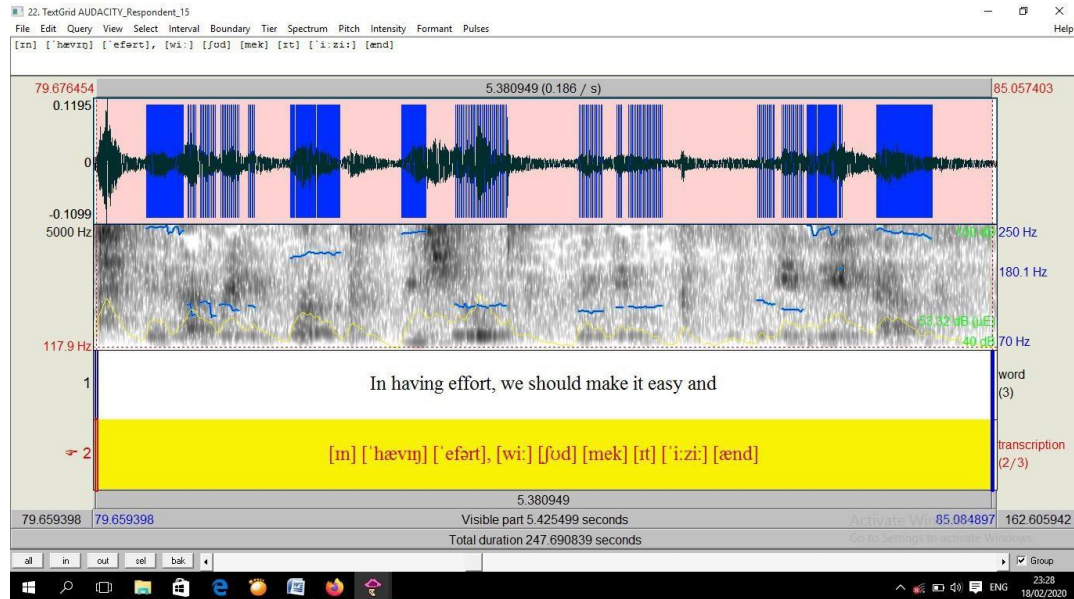 22. TextGrid AUDACITY_Respondent_15
File Edit Query View Select Interval Boundary Tier Spectrum Pitch Intensity Formant Pulses Help
[ɪn] [ˈhævɪŋ] [ˈefərt], [wiː] [ʃʊd] [mek] [ɪt] [ˈiːziː] [ænd]
79.676454 5.380949 (0.186 / s) 85.057403
0.1195
0
-0.1099
5000 Hz 100 dB 250 Hz
180.1 Hz
53.32 dB (µE)
117.9 Hz 40 dB 70 Hz
1 In having effort, we should make it easy and word
(3)
2 [ɪn] [ˈhævɪŋ] [ˈefərt], [wiː] [ʃʊd] [mek] [ɪt] [ˈiːziː] [ænd] transcription
(2/3)
5.380949
79.659398 79.659398 Visible part 5.425499 seconds 85.084897 162.605942
Activate Windows
Total duration 247.690839 seconds
Go to Settings to activate Windows.
all in out sel bak Group
ENG 23:28
18/02/2020